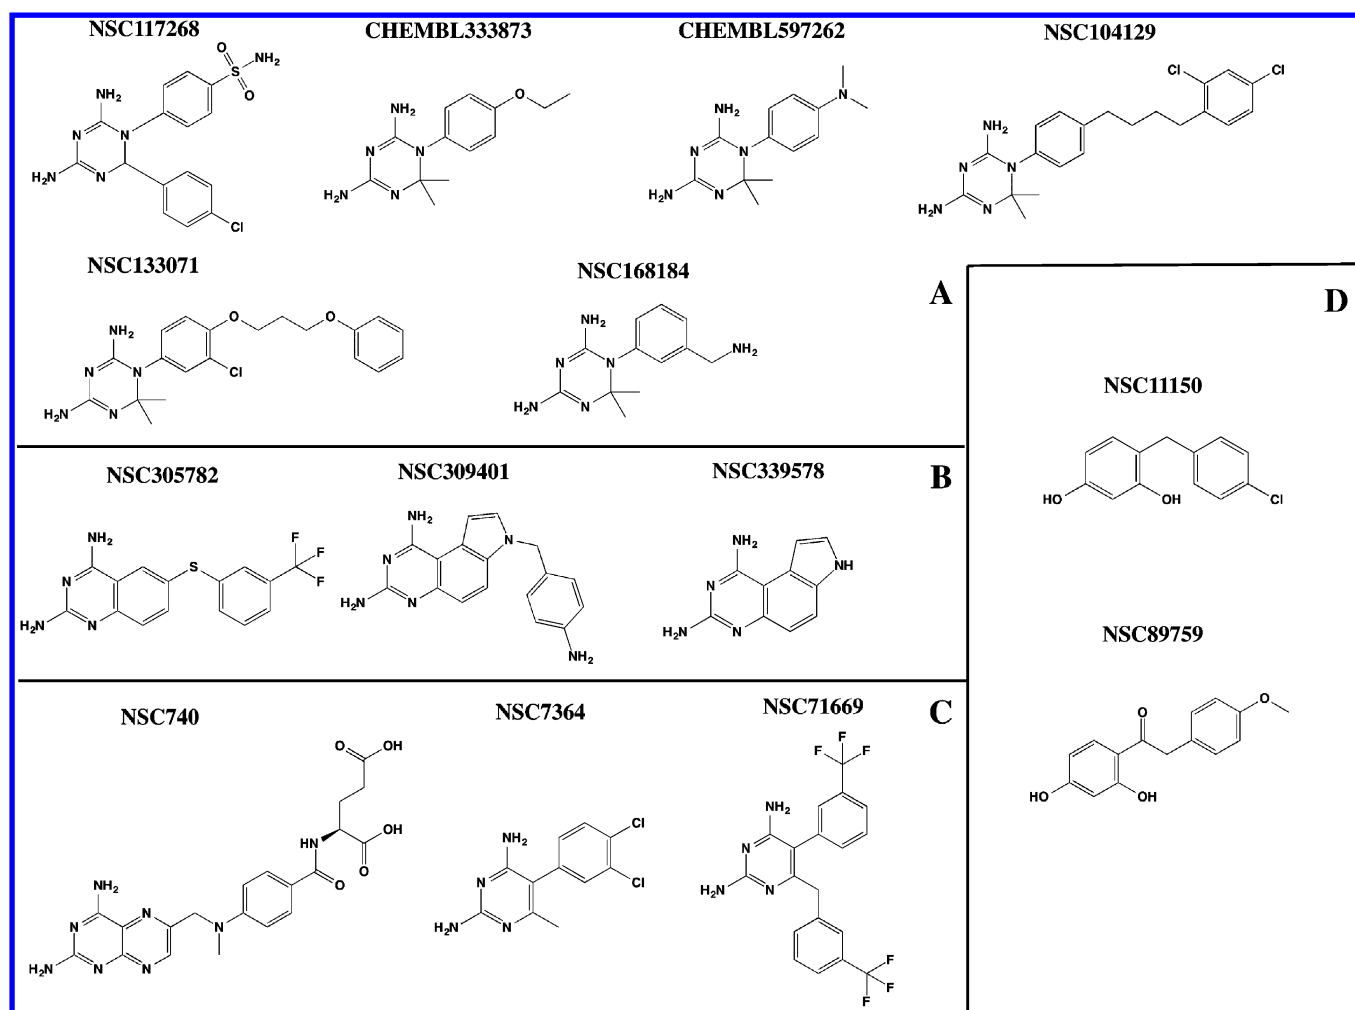 NSC117268
CHEMBL333873
CHEMBL597262
NSC104129
O
S
NH2
O
NH2
N
N
H2N
N
Cl
NH2
O
N
N
H2N
N
NH2
N
N
N
H2N
N
Cl
Cl
NH2
N
N
H2N
N
NSC133071
NSC168184
A
D
NH2
O
O
N
N
Cl
H2N
N
NH2
N
N
NH2
H2N
N
NSC11150
HO
OH
Cl
NSC305782
NSC309401
NSC339578
B
NH2
N
H2N
N
S
F
F
F
NH2
N
N
H2N
N
NH2
NH2
N
NH
H2N
N
NSC89759
O
O
HO
OH
NSC740
NSC7364
NSC71669
C
O
OH
HN
OH
O
O
NH2
N
N
N
H2N
N
N
NH2
N
H2N
N
Cl
Cl
F
F
F
NH2
N
H2N
N
F
F
F